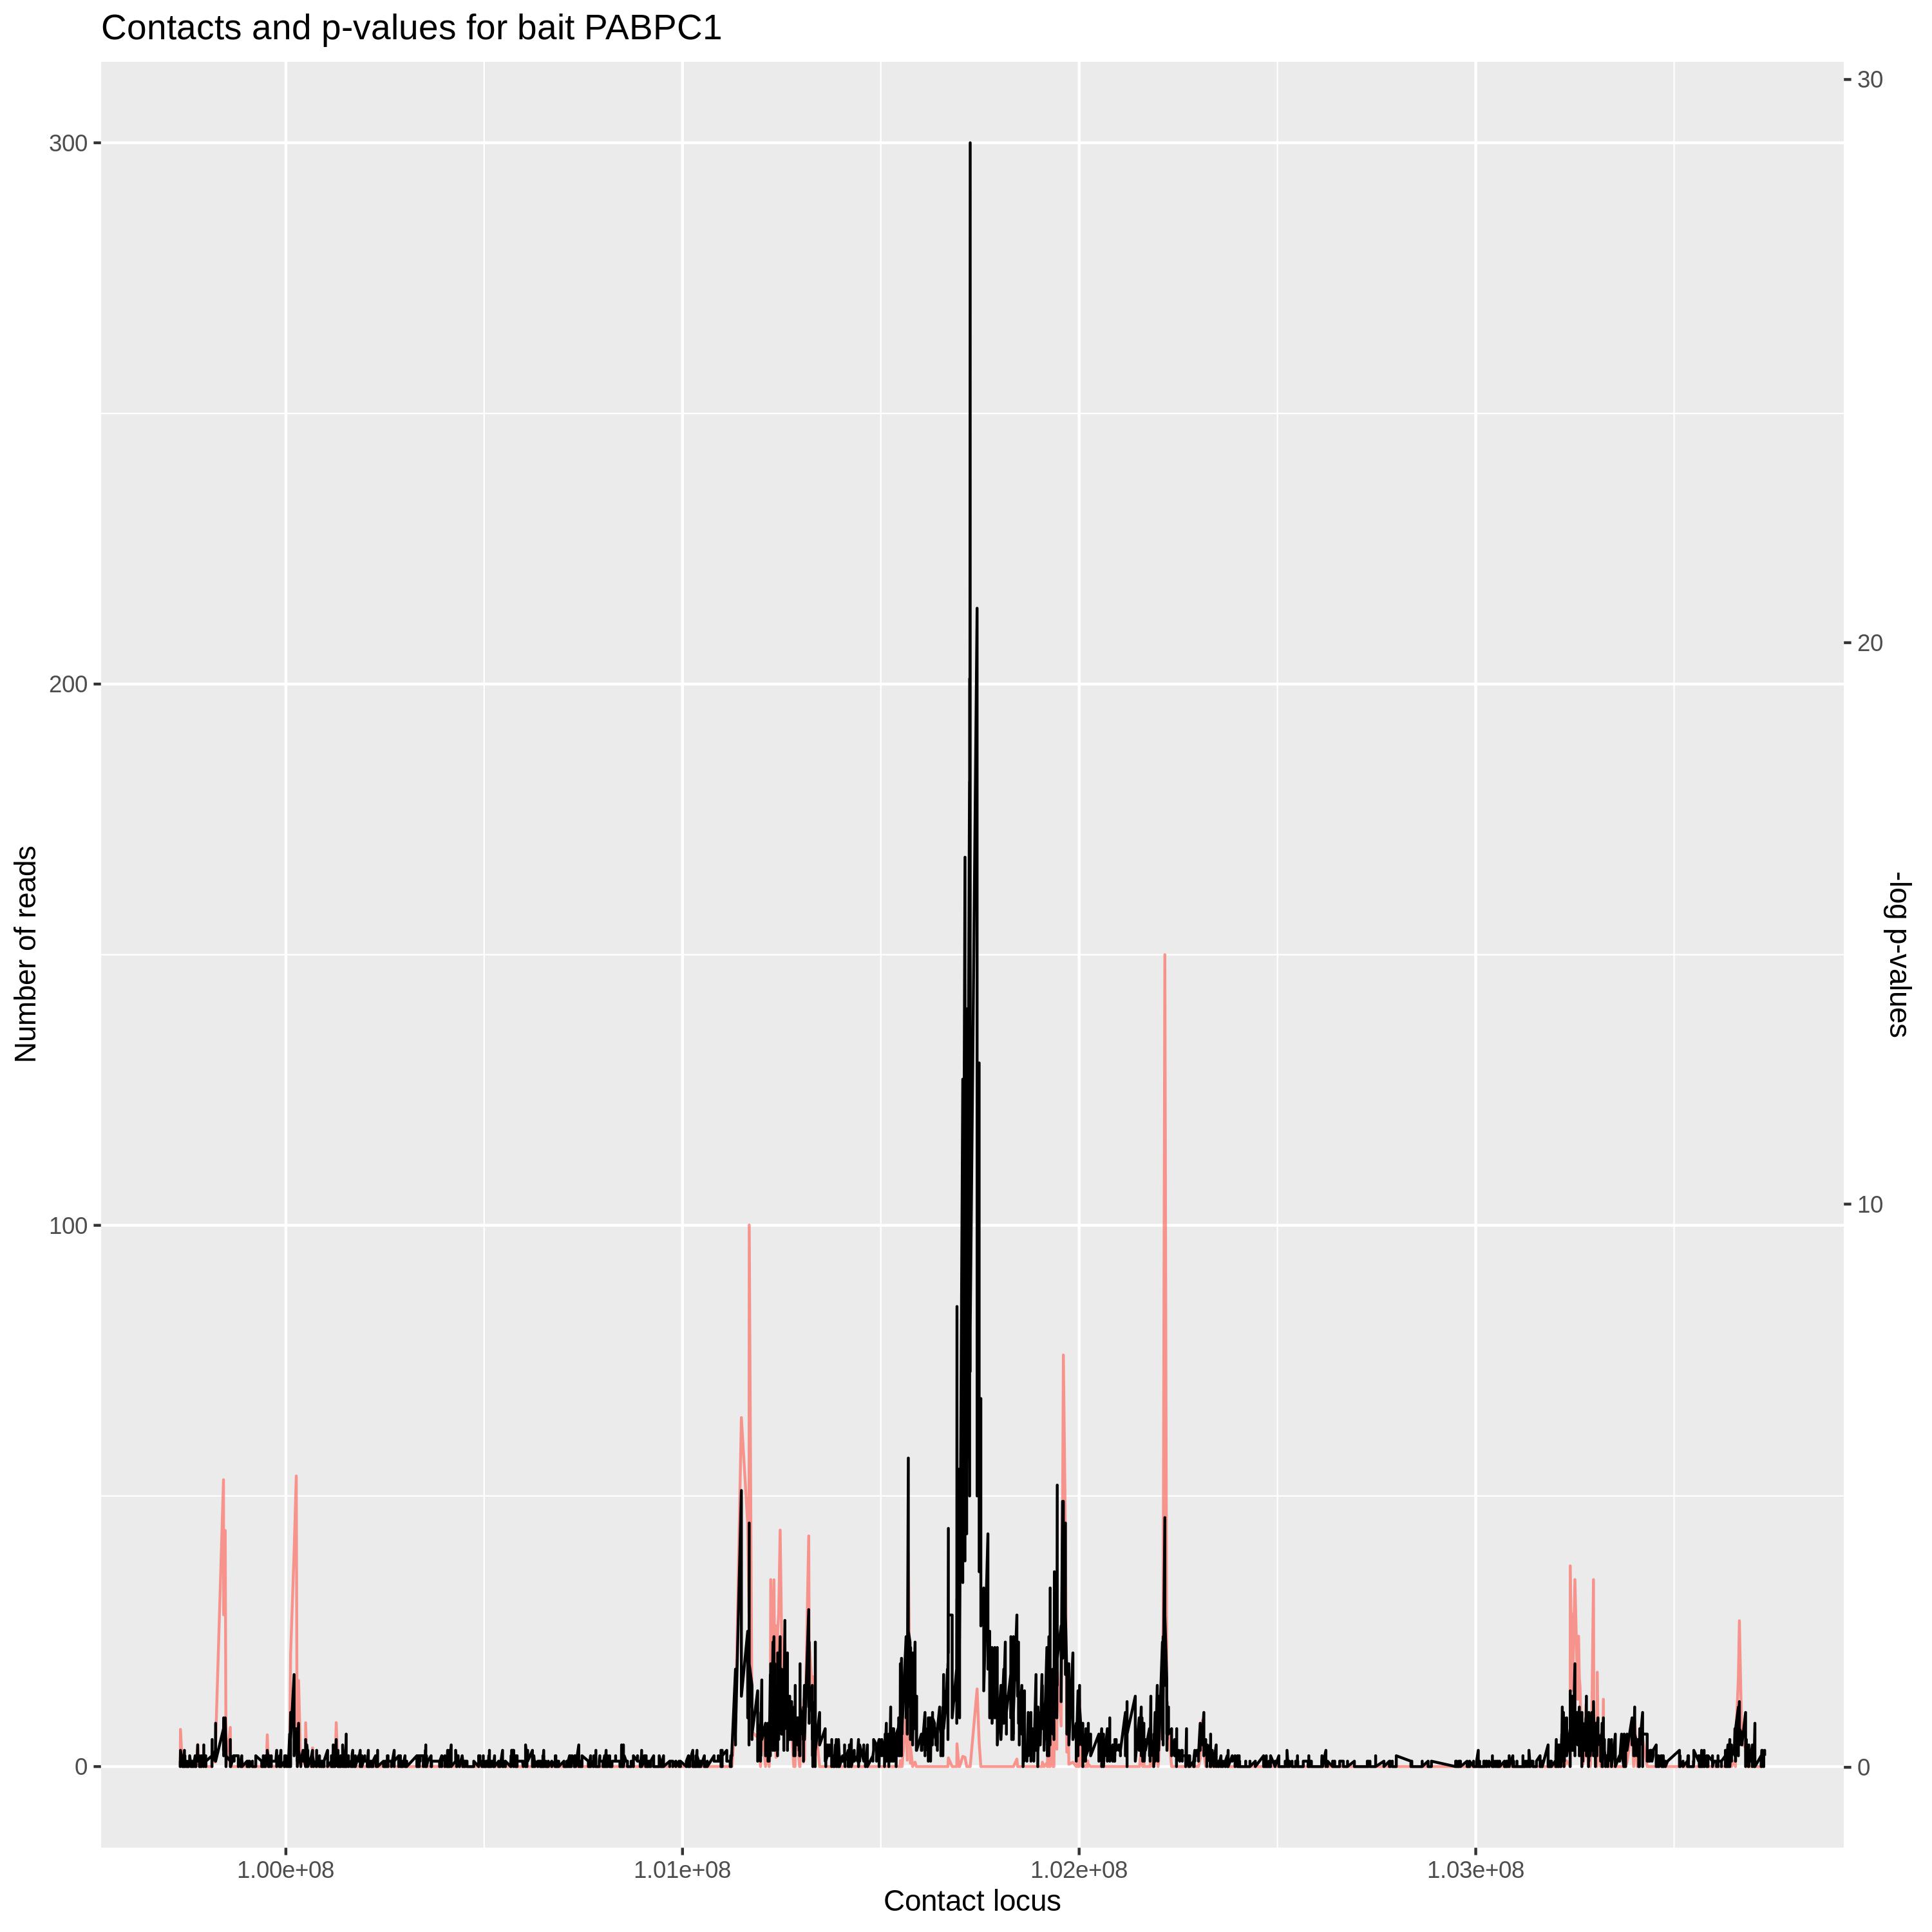 Contacts and p-values for bait PABPC1
300
200
100
0
30
20
10
0
Number of reads
-log p-values
1.00e+08
1.01e+08
1.02e+08
1.03e+08
Contact locus